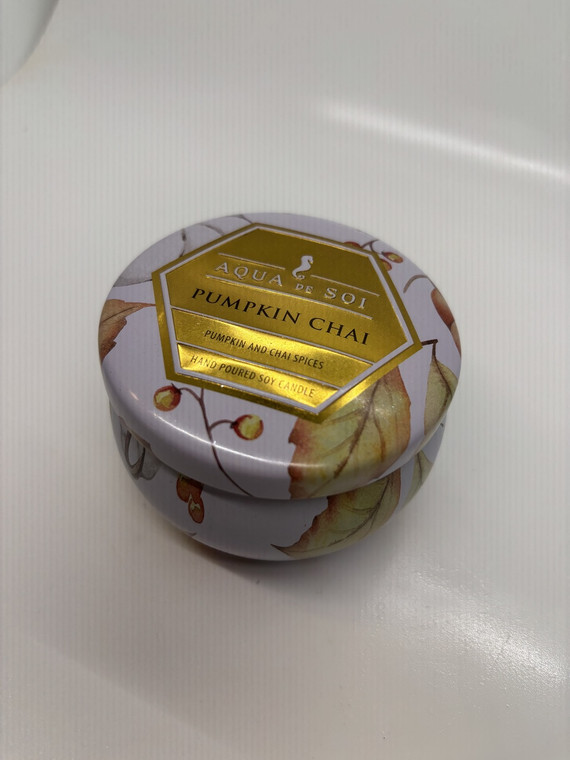 AQUA DE SOI
PUMPKIN CHAI
PUMPKIN AND CHAI SPICES
HAND POURED SOY CANDLE